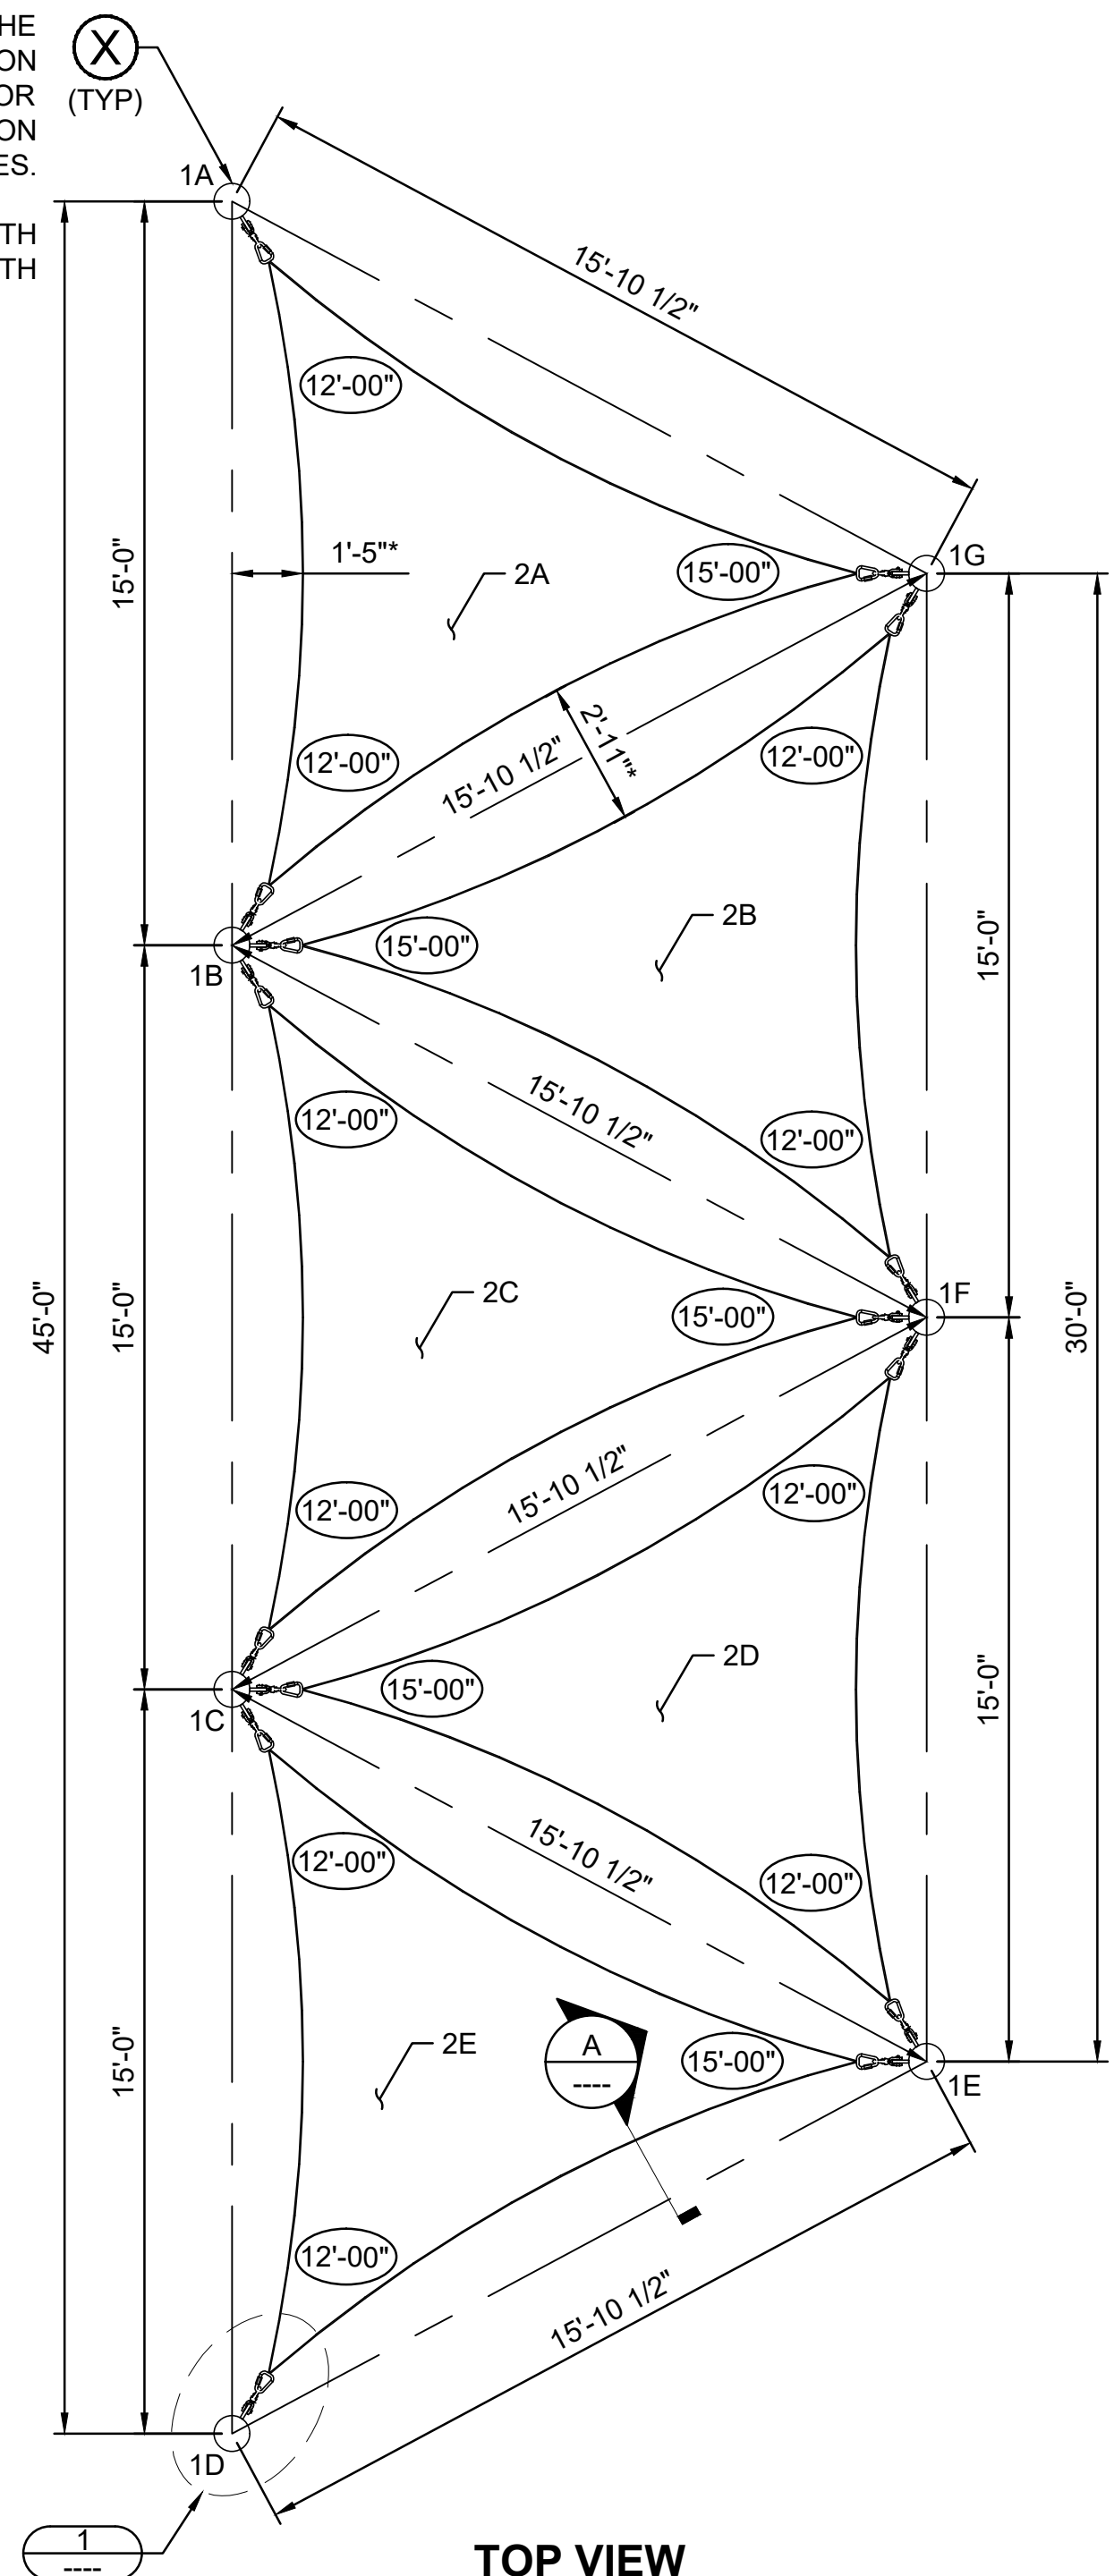 THE
ON
OR
ON
ES.
TH
TH
X
(TYP)
1A
15'-10 1/2"
12'-00"
15'-0"
1'-5"*
2A
15'-00"
1G
2'-11"*
15'-10 1/2"
12'-00"
12'-00"
2B
15'-0"
15'-00"
1B
15'-10 1/2"
12'-00"
12'-00"
2C
1F
15'-00"
45'-0"
15'-0"
30'-0"
15'-10 1/2"
12'-00"
12'-00"
2D
15'-0"
15'-00"
1C
15'-10 1/2"
12'-00"
12'-00"
2E
A
----
15'-00"
15'-0"
1E
12'-00"
15'-10 1/2"
1D
1
----
TOP VIEW